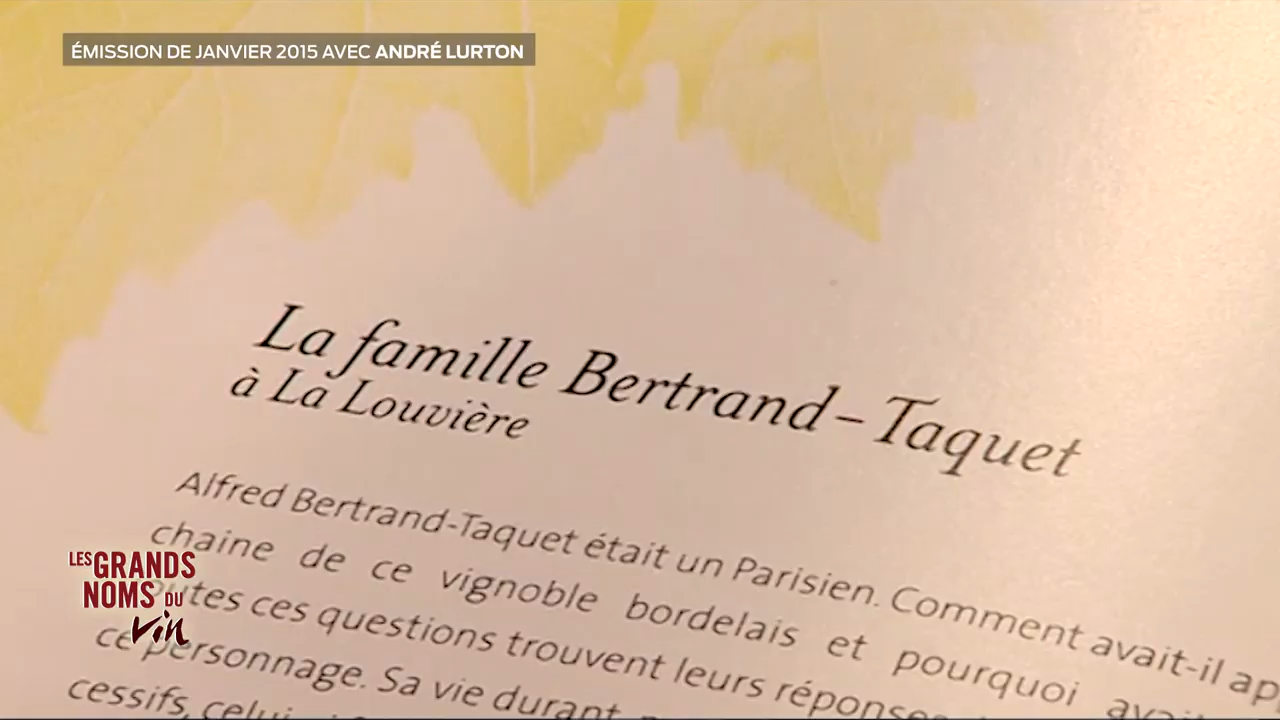 ÉMISSION DE JANVIER 2015 AVEC ANDRÉ LURTON
La famille Bertrand-Taquet
à La Louvière
Alfred Bertrand-Taquet était un Parisien. Comment avait-il
chaine de ce vignoble bordelais et pourquoi
ces questions trouvent leurs
ce personnage. Sa vie durant
cessifs,
LES GRANDS
NOMS DU
vin